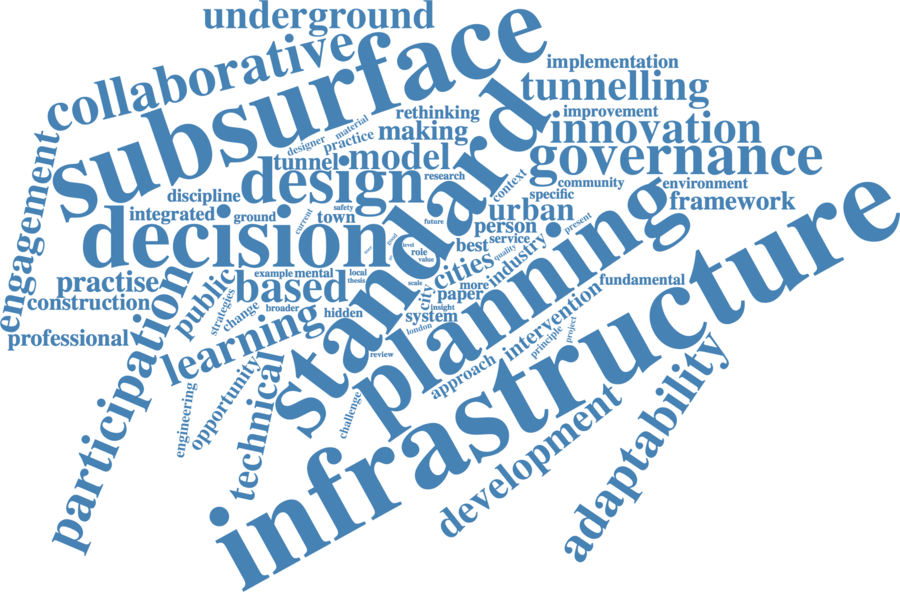 underground
collaborative
subsurface
implementation
tunnelling
rethinking
improvement
material
designer
practice
making
innovation
engagement
tunnel
model
governance
standard
design
research
context
community
environment
discipline
specific
framework
integrated
ground
safety
town
current
future
urban
present
decision
person
good
level
role
value
best
service
quality
industry
cities
practise
public
example
mental
local
thesis
based
scale
more
fundamental
construction
strategies
change
broader
hidden
city
paper
insight
system
london
planning
intervention
professional
participation
learning
review
approach
principle
project
infrastructure
engineering
opportunity
technical
challenge
development
adaptability